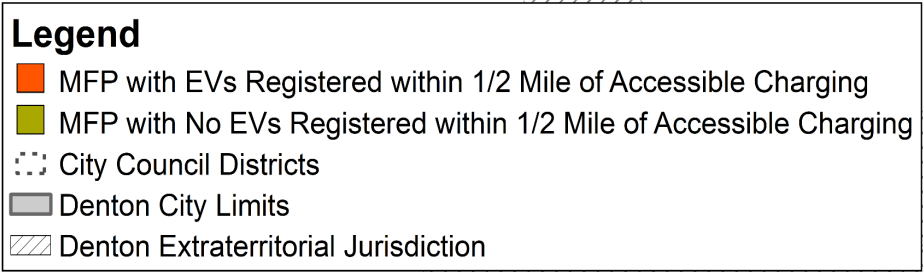 Legend
MFP with EVs Registered within 1/2 Mile of Accessible Charging
MFP with No EVs Registered within 1/2 Mile of Accessible Charging
City Council Districts
Denton City Limits
Denton Extraterritorial Jurisdiction